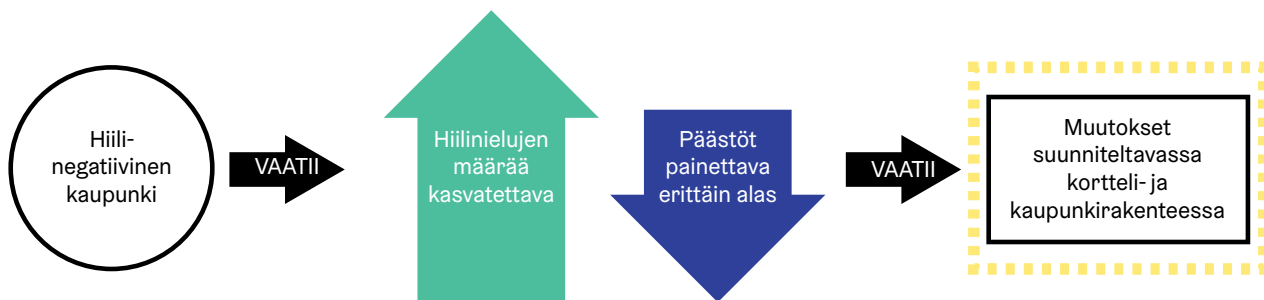 Hiili-
negatiivinen
kaupunki
VAATII
Hiilinielujen
määrää
kasvatettava
Päästöt
painettava
erittäin alas
VAATII
Muutokset
suunniteltavassa
kortteli- ja
kaupunkirakenteessa